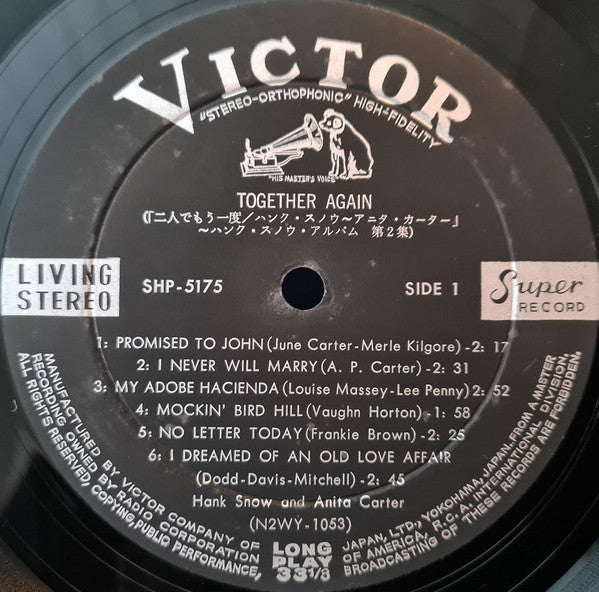 VICTOR
"STEREO-ORTHOPHONIC" HIGH-FIDELITY
"HIS MASTER'S VOICE"
TOGETHER AGAIN
(『二人でもう一度/ハンク・スノウ~アニタ・カーター』
~ハンク・スノウ・アルバム 第2集)
LIVING
STEREO
SHP-5175
SIDE 1
Super
RECORD
1: PROMISED TO JOHN (June Carter-Merle Kilgore)-2: 17
2: I NEVER WILL MARRY (A. P. Carter)-2: 31
3: MY ADOBE HACIENDA (Louise Massey-Lee Penny)-2: 52
4: MOCKIN' BIRD HILL (Vaughn Horton)-1: 58
5: NO LETTER TODAY (Frankie Brown)-2: 25
6: I DREAMED OF AN OLD LOVE AFFAIR
(Dodd-Davis-Mitchell)-2: 45
Hank Snow and Anita Carter
(N2WY-1053)
LONG
PLAY
33 1/3
MANUFACTURED BY VICTOR COMPANY OF JAPAN, LTD., YOKOHAMA, JAPAN, FROM A MASTER
RECORDING OWNED BY RADIO CORPORATION OF AMERICA. R.C.A. INTERNATIONAL DIVISION,
ALL RIGHTS RESERVED, COPYING, PUBLIC PERFORMANCE, BROADCASTING OF THESE RECORDS ARE FORBIDDEN.